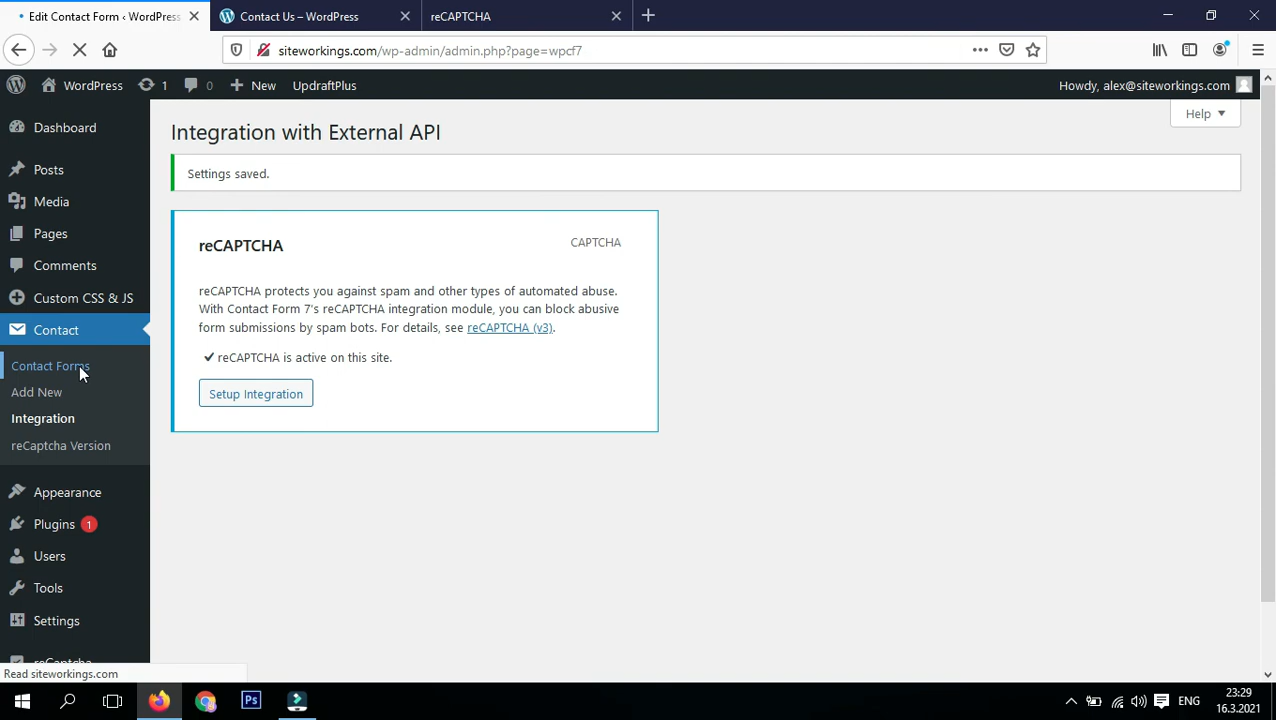 Edit Contact Form ‹ WordPress
Contact Us – WordPress
reCAPTCHA
siteworkings.com/wp-admin/admin.php?page=wpcf7
WordPress
1
0
New
UpdraftPlus
Howdy, alex@siteworkings.com
Dashboard
Posts
Media
Pages
Comments
Custom CSS & JS
Contact
Contact Forms
Add New
Integration
reCaptcha Version
Appearance
Plugins 1
Users
Tools
Settings
reCaptcha
Read siteworkings.com
Help
Integration with External API
Settings saved.
reCAPTCHA
CAPTCHA
reCAPTCHA protects you against spam and other types of automated abuse.
With Contact Form 7's reCAPTCHA integration module, you can block abusive
form submissions by spam bots. For details, see reCAPTCHA (v3).
reCAPTCHA is active on this site.
Setup Integration
Ps
ENG
23:29
16.3.2021